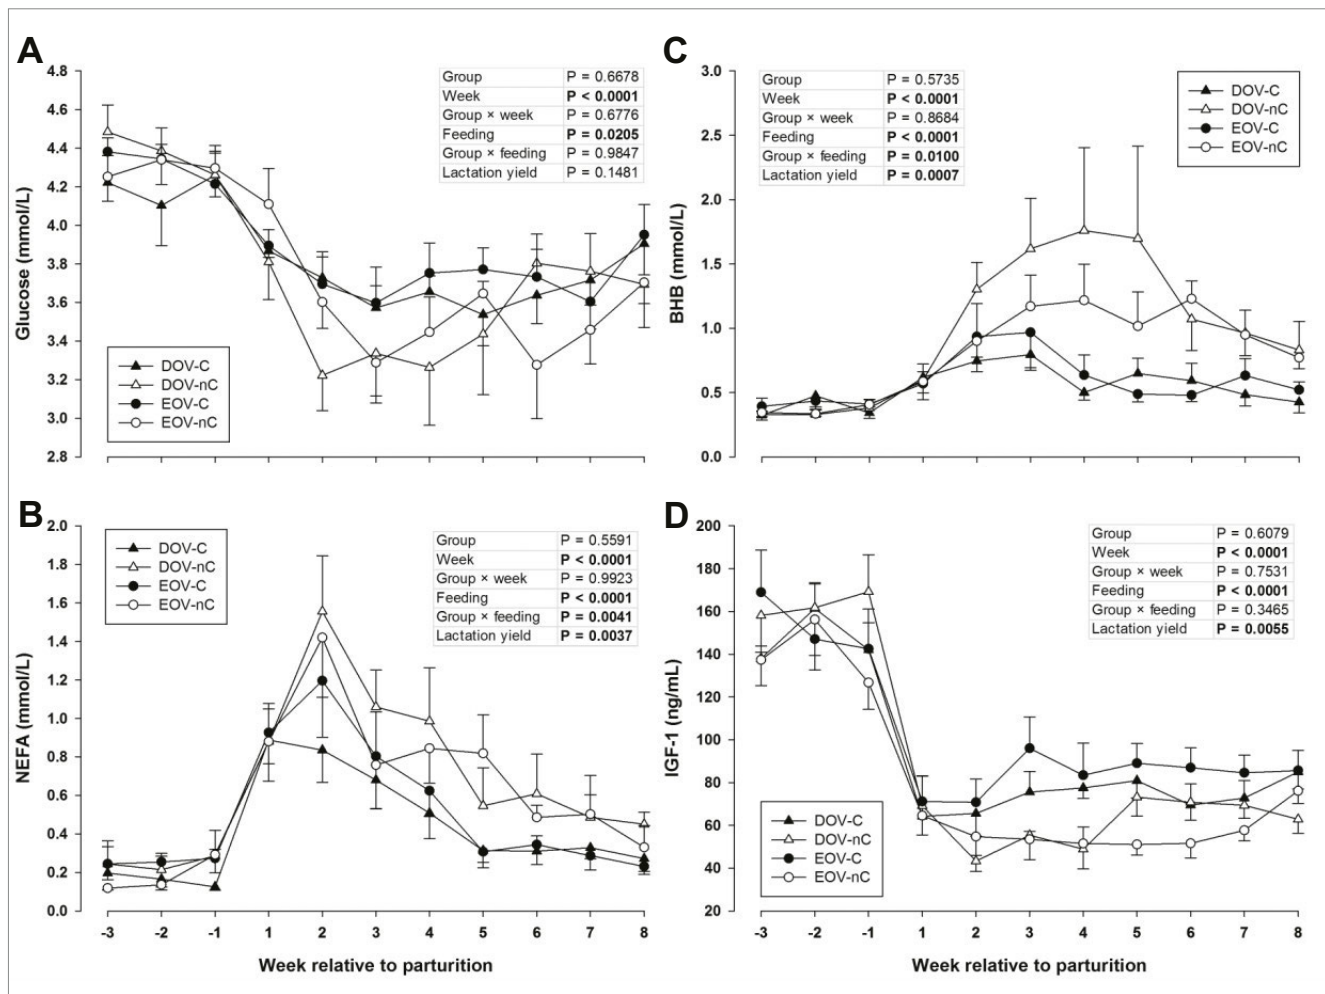 A
Glucose (mmol/L)
4.8
4.6
4.4
4.2
4.0
3.8
3.6
3.4
3.2
3.0
2.8
Group P = 0.6678
Week P < 0.0001
Group × week P = 0.6776
Feeding P = 0.0205
Group × feeding P = 0.9847
Lactation yield P = 0.1481
DOV-C
DOV-nC
EOV-C
EOV-nC
C
BHB (mmol/L)
3.0
2.5
2.0
1.5
1.0
0.5
0.0
Group P = 0.5735
Week P < 0.0001
Group × week P = 0.8684
Feeding P < 0.0001
Group × feeding P = 0.0100
Lactation yield P = 0.0007
DOV-C
DOV-nC
EOV-C
EOV-nC
B
NEFA (mmol/L)
2.0
1.8
1.6
1.4
1.2
1.0
0.8
0.6
0.4
0.2
0.0
DOV-C
DOV-nC
EOV-C
EOV-nC
Group P = 0.5591
Week P < 0.0001
Group × week P = 0.9923
Feeding P < 0.0001
Group × feeding P = 0.0041
Lactation yield P = 0.0037
-3 -2 -1 1 2 3 4 5 6 7 8
Week relative to parturition
D
IGF-1 (ng/mL)
200
180
160
140
120
100
80
60
40
20
Group P = 0.6079
Week P < 0.0001
Group × week P = 0.7531
Feeding P < 0.0001
Group × feeding P = 0.3465
Lactation yield P = 0.0055
DOV-C
DOV-nC
EOV-C
EOV-nC
-3 -2 -1 1 2 3 4 5 6 7 8
Week relative to parturition